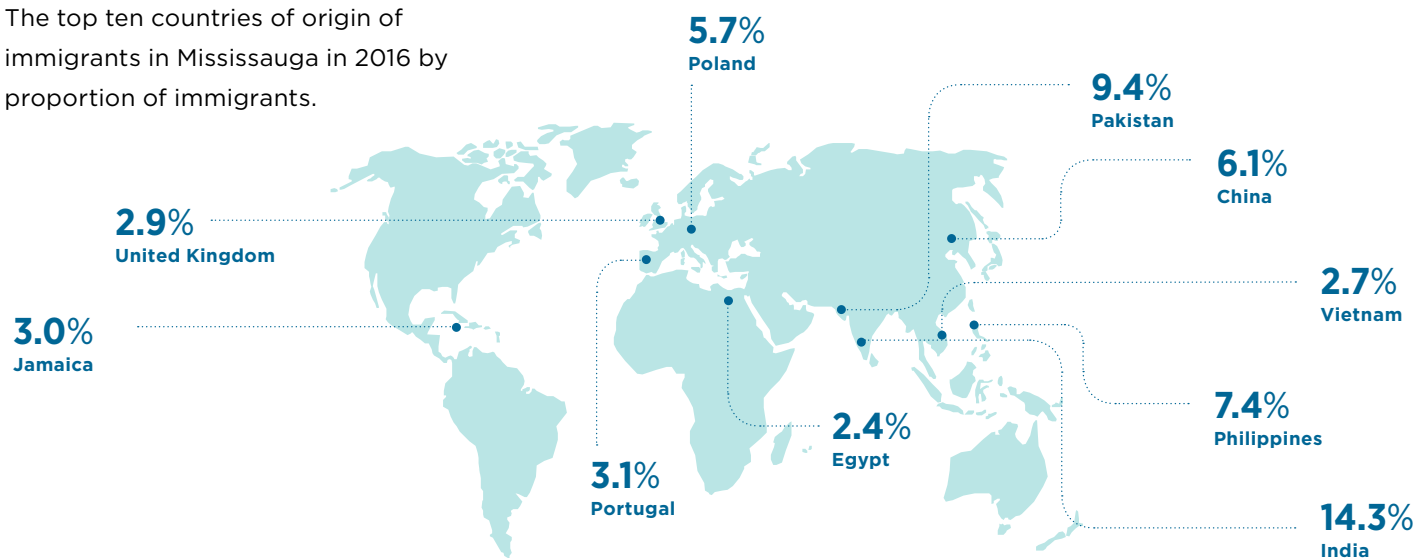 The top ten countries of origin of
immigrants in Mississauga in 2016 by
proportion of immigrants.
5.7%
Poland
9.4%
Pakistan
6.1%
China
2.9%
United Kingdom
2.7%
Vietnam
3.0%
Jamaica
7.4%
Philippines
2.4%
Egypt
3.1%
Portugal
14.3%
India